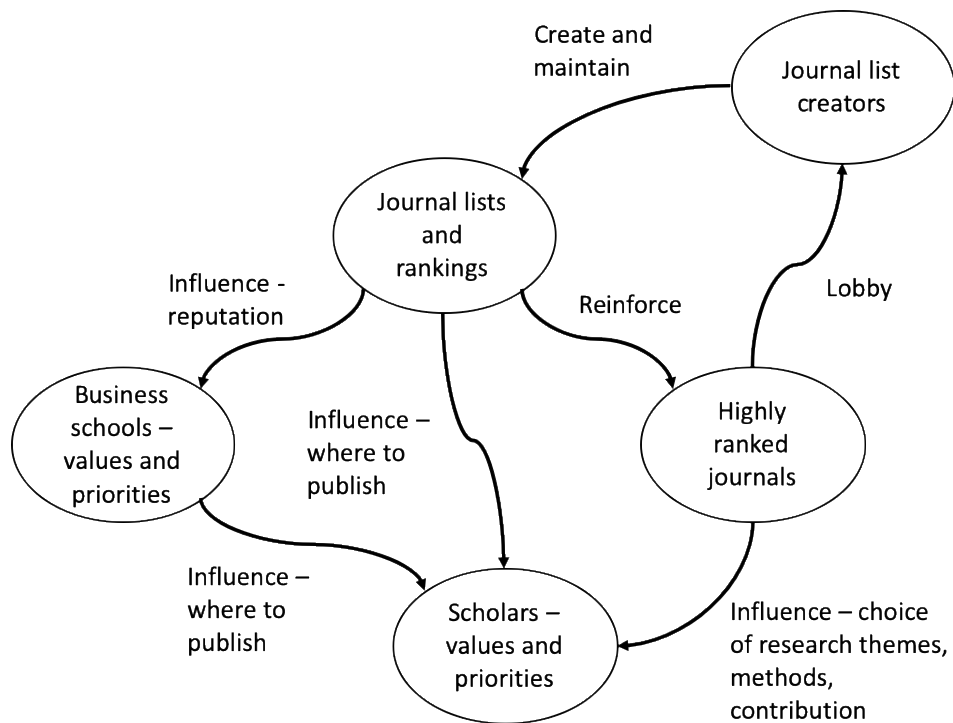 Create and
maintain
Journal list
creators
Journal lists
and
rankings
Influence -
reputation
Reinforce
Lobby
Business
schools –
values and
priorities
Influence –
where to
publish
Highly
ranked
journals
Influence –
where to
publish
Scholars –
values and
priorities
Influence – choice
of research themes,
methods,
contribution